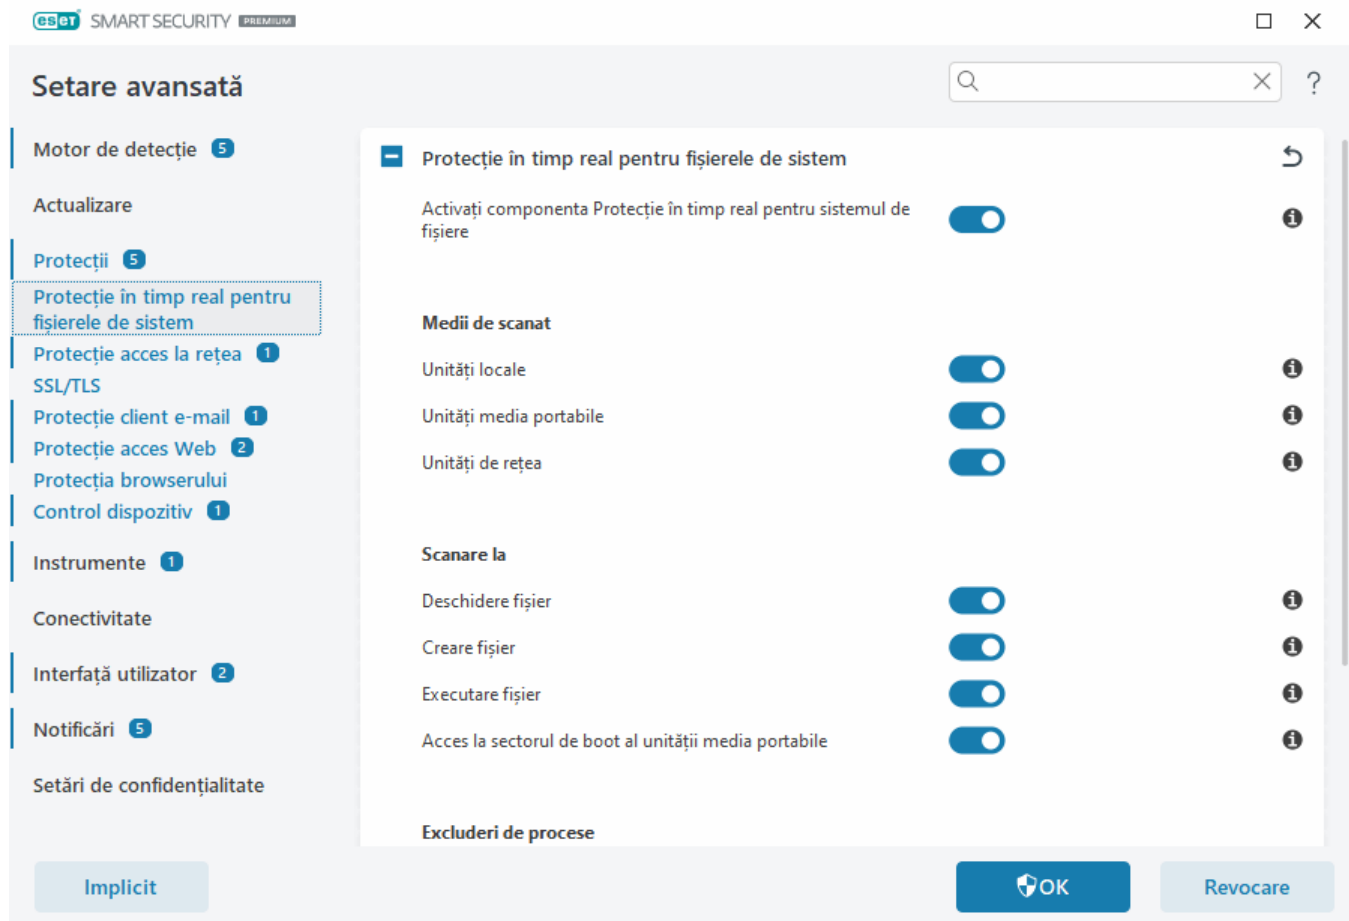 eset SMART SECURITY PREMIUM
Setare avansată
?
Motor de detecție 5
Actualizare
Protecții 5
Protecție în timp real pentru
fișierele de sistem
Protecție acces la rețea 1
SSL/TLS
Protecție client e-mail 1
Protecție acces Web 2
Protecția browserului
Control dispozitiv 1
Instrumente 1
Conectivitate
Interfață utilizator 2
Notificări 5
Setări de confidențialitate
Protecție în timp real pentru fișierele de sistem
Activați componenta Protecție în timp real pentru sistemul de
fișiere
Medii de scanat
Unități locale
Unități media portabile
Unități de rețea
Scanare la
Deschidere fișier
Creare fișier
Executare fișier
Acces la sectorul de boot al unității media portabile
Excluderi de procese
Implicit
OK
Revocare